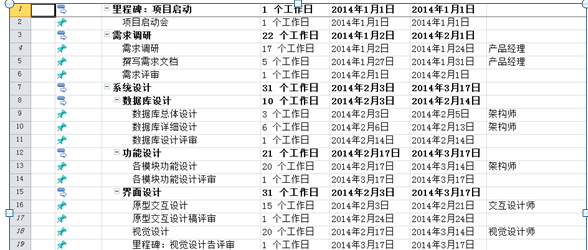 1 里程碑：项目启动 1 个工作日 2014年1月1日 2014年1月1日
2 项目启动会 1 个工作日 2014年1月1日 2014年1月1日
3 需求调研 22 个工作日 2014年1月2日 2014年2月1日
4 需求调研 17 个工作日 2014年1月2日 2014年1月24日 产品经理
5 撰写需求文档 5 个工作日 2014年1月27日 2014年1月31日 产品经理
6 需求评审 1 个工作日 2014年2月1日 2014年2月1日
7 系统设计 31 个工作日 2014年2月3日 2014年3月17日
8 数据库设计 10 个工作日 2014年2月3日 2014年2月14日
9 数据库总体设计 3 个工作日 2014年2月3日 2014年2月5日 架构师
10 数据库详细设计 6 个工作日 2014年2月6日 2014年2月13日 架构师
11 数据库设计评审 1 个工作日 2014年2月14日 2014年2月14日
12 功能设计 21 个工作日 2014年2月17日 2014年3月17日
13 各模块功能设计 20 个工作日 2014年2月17日 2014年3月14日 架构师
14 各模块功能设计评审 1 个工作日 2014年3月17日 2014年3月17日
15 界面设计 31 个工作日 2014年2月3日 2014年3月17日
16 原型交互设计 15 个工作日 2014年2月3日 2014年2月21日 交互设计师
17 原型交互设计稿评审 1 个工作日 2014年2月24日 2014年2月24日
18 视觉设计 20 个工作日 2014年2月17日 2014年3月14日 视觉设计师
19 里程碑：视觉设计告评审 1 个工作日 2014年3月17日 2014年3月17日